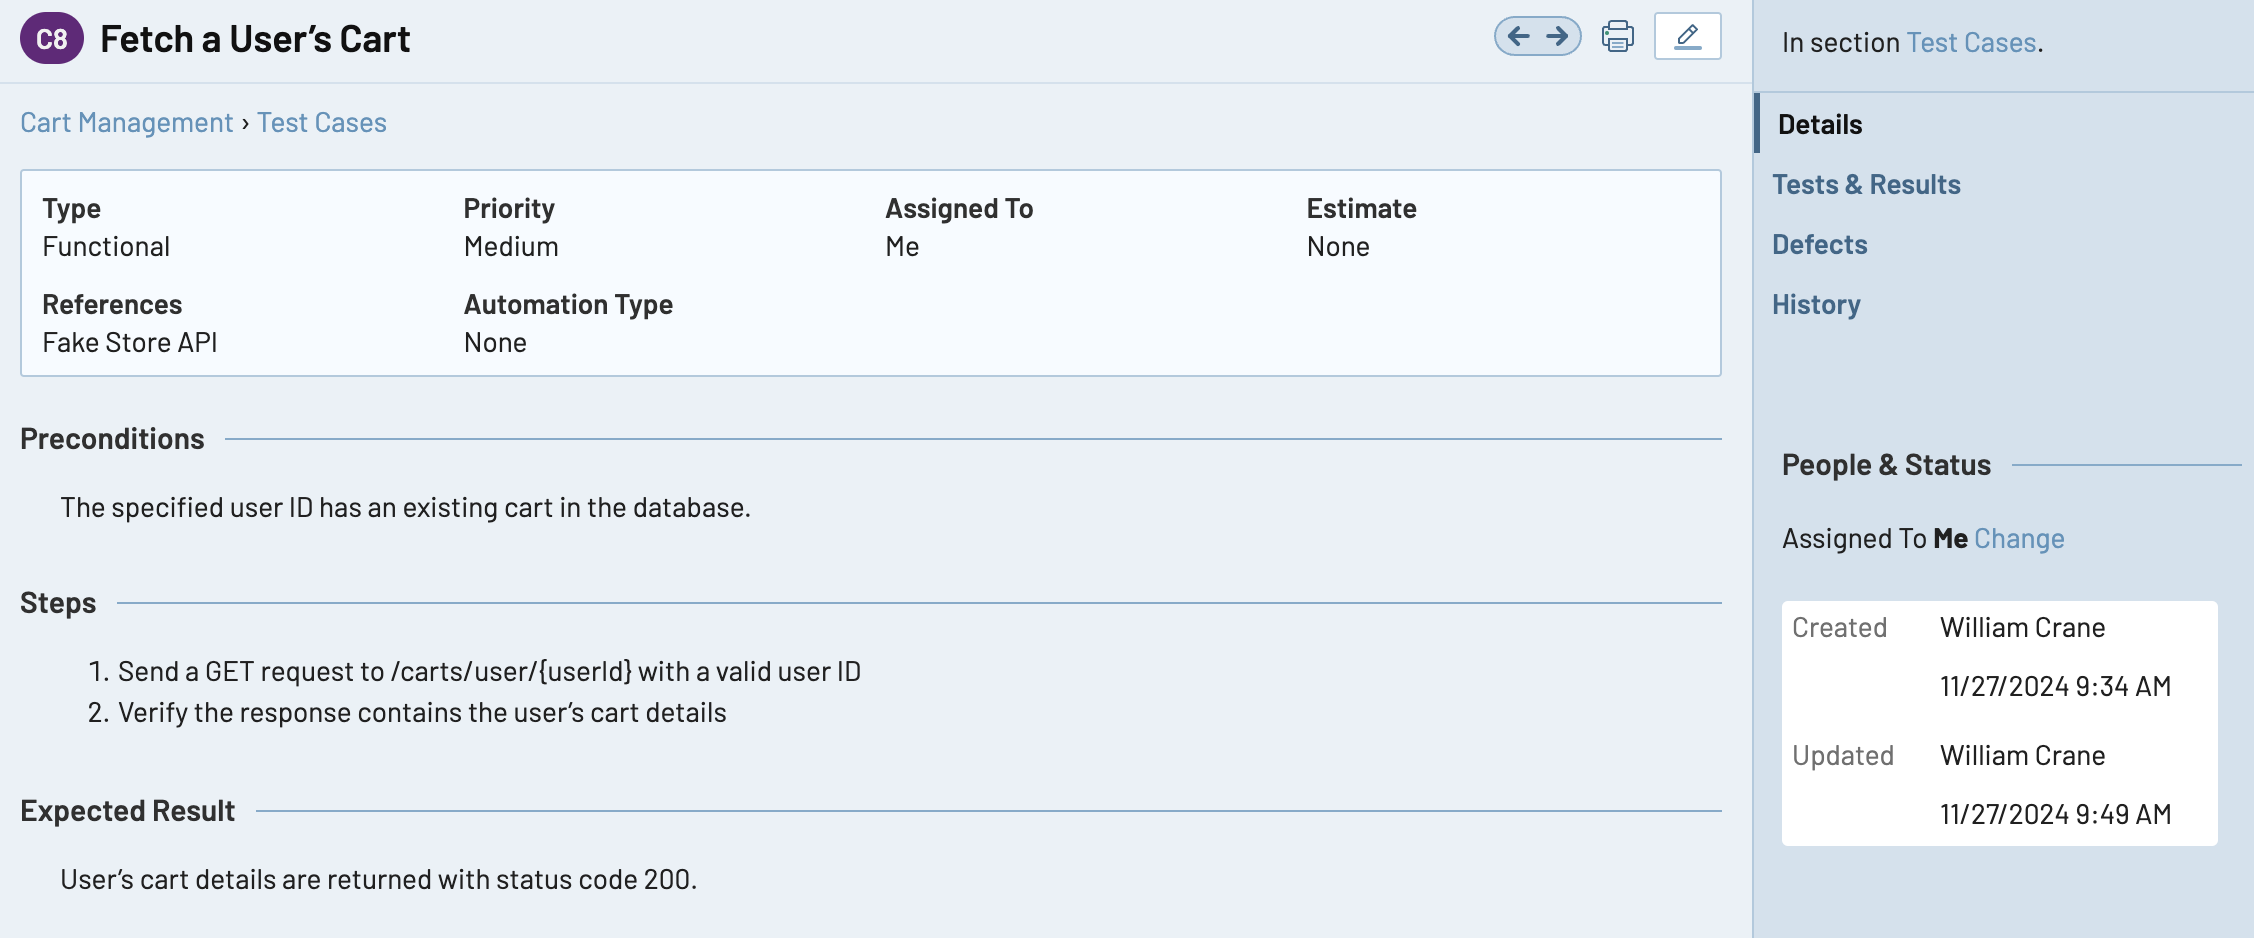 C8 Fetch a User’s Cart
Cart Management › Test Cases
Type Priority Assigned To Estimate
Functional Medium Me None
References Automation Type
Fake Store API None
Preconditions
The specified user ID has an existing cart in the database.
Steps
1. Send a GET request to /carts/user/{userId} with a valid user ID
2. Verify the response contains the user’s cart details
Expected Result
User’s cart details are returned with status code 200.
In section Test Cases.
Details
Tests & Results
Defects
History
People & Status
Assigned To Me Change
Created William Crane
11/27/2024 9:34 AM
Updated William Crane
11/27/2024 9:49 AM